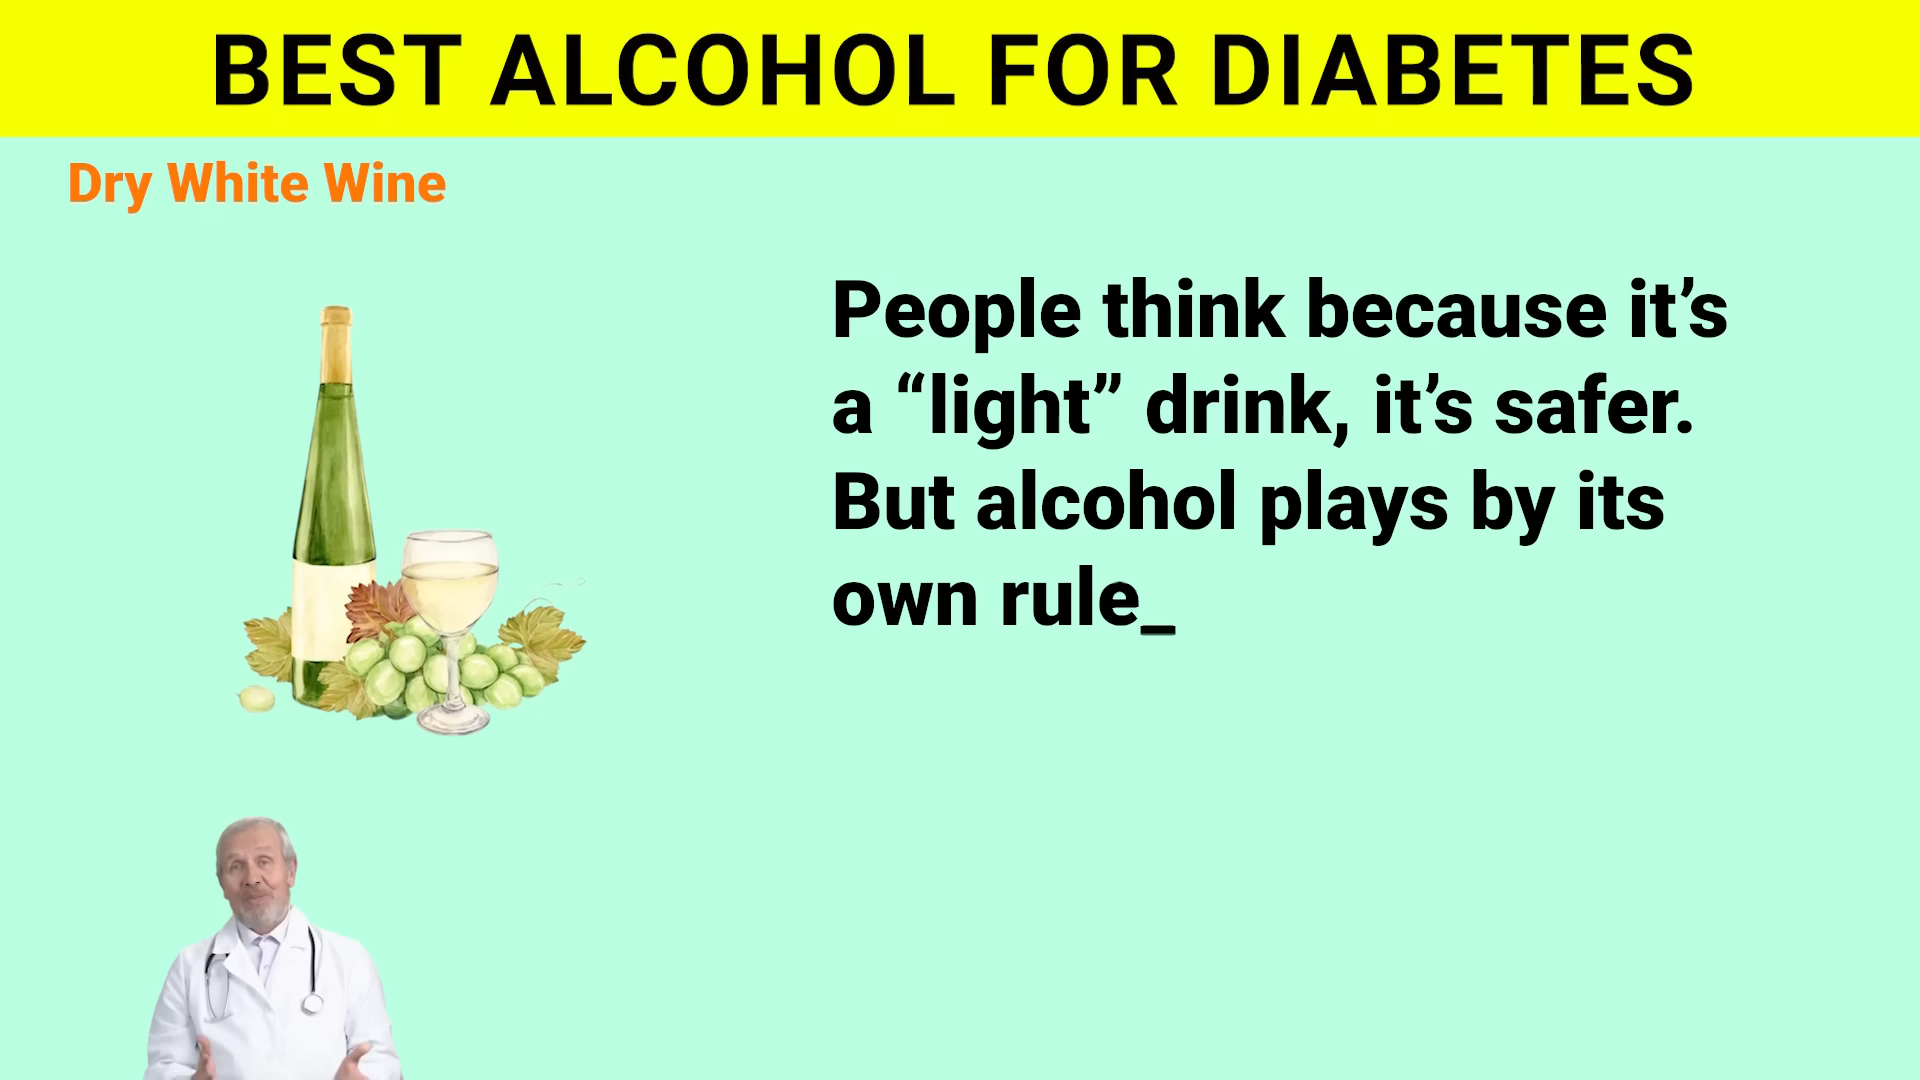 BEST ALCOHOL FOR DIABETES
Dry White Wine
People think because it’s
a “light” drink, it’s safer.
But alcohol plays by its
own rule_